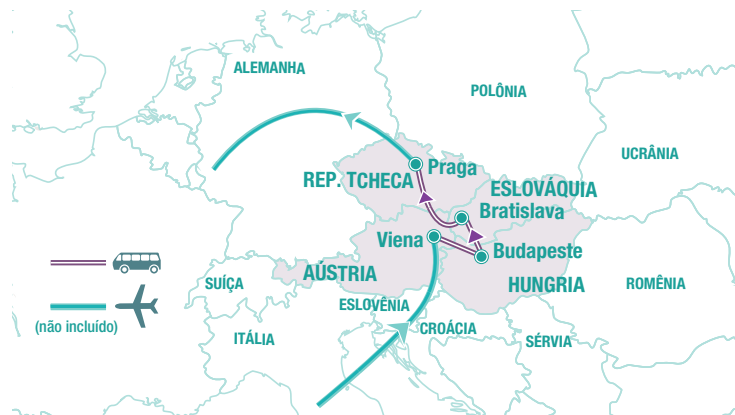 ALEMANHA
POLÔNIA
UCRÂNIA
Praga
REP. TCHECA
ESLOVÁQUIA
Bratislava
Viena
Budapeste
AÚSTRIA
SUÍÇA
HUNGRIA
ROMÊNIA
ESLOVÊNIA
(não incluído)
CROÁCIA
ITÁLIA
SÉRVIA